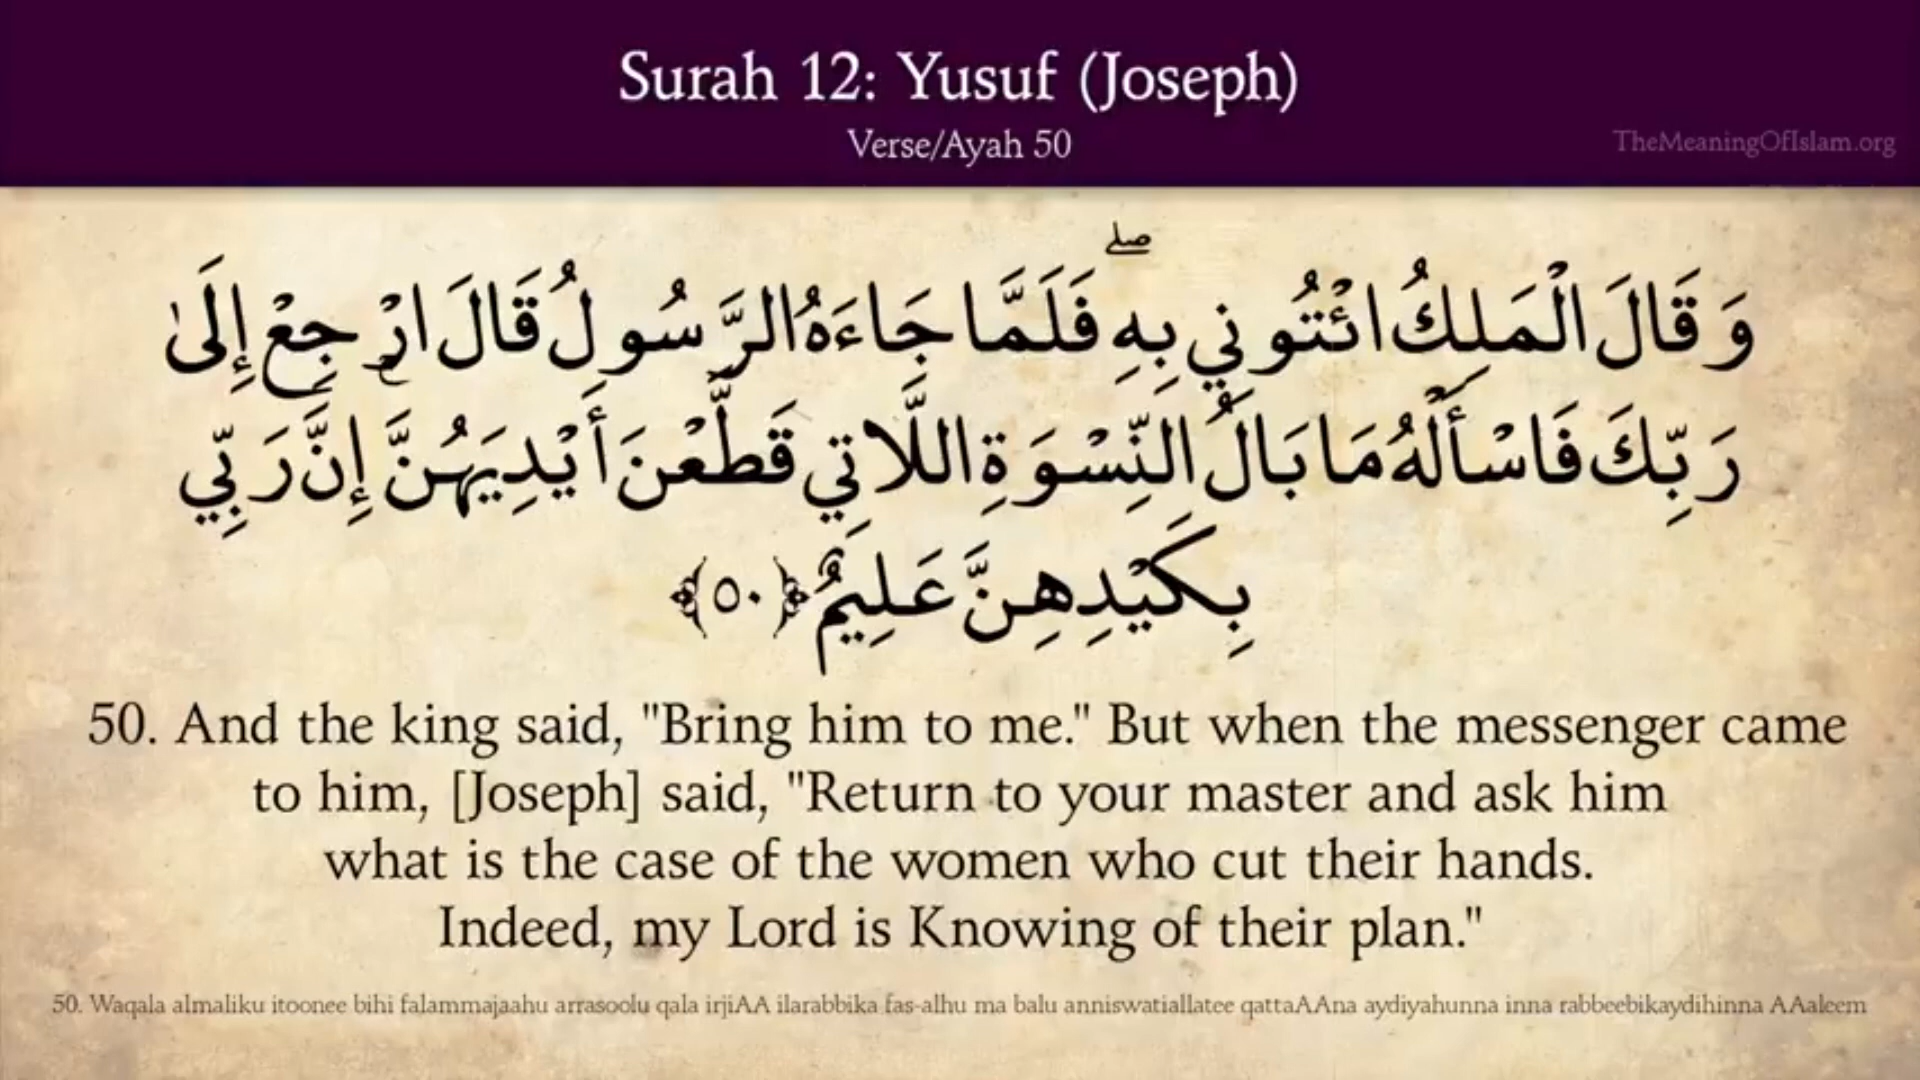 Surah 12: Yusuf (Joseph)
Verse/Ayah 50
TheMeaningOfIslam.org
وَقَالَ الْمَلِكُ ائْتُونِي بِهِ ۖ فَلَمَّا جَاءَهُ الرَّسُولُ قَالَ ارْجِعْ إِلَىٰ
رَبِّكَ فَاسْأَلْهُ مَا بَالُ النِّسْوَةِ اللَّاتِي قَطَّعْنَ أَيْدِيَهُنَّ إِنَّ رَبِّي
بِكَيْدِهِنَّ عَلِيمٌ ﴿٥٠﴾
50. And the king said, "Bring him to me." But when the messenger came
to him, [Joseph] said, "Return to your master and ask him
what is the case of the women who cut their hands.
Indeed, my Lord is Knowing of their plan."
50. Waqala almaliku itoonee bihi falammajaahu arrasoolu qala irjiAA ilarabbika fas-alhu ma balu anniswatiallatee qattaAAna aydiyahunna inna rabbeebikaydihinna AAaleem